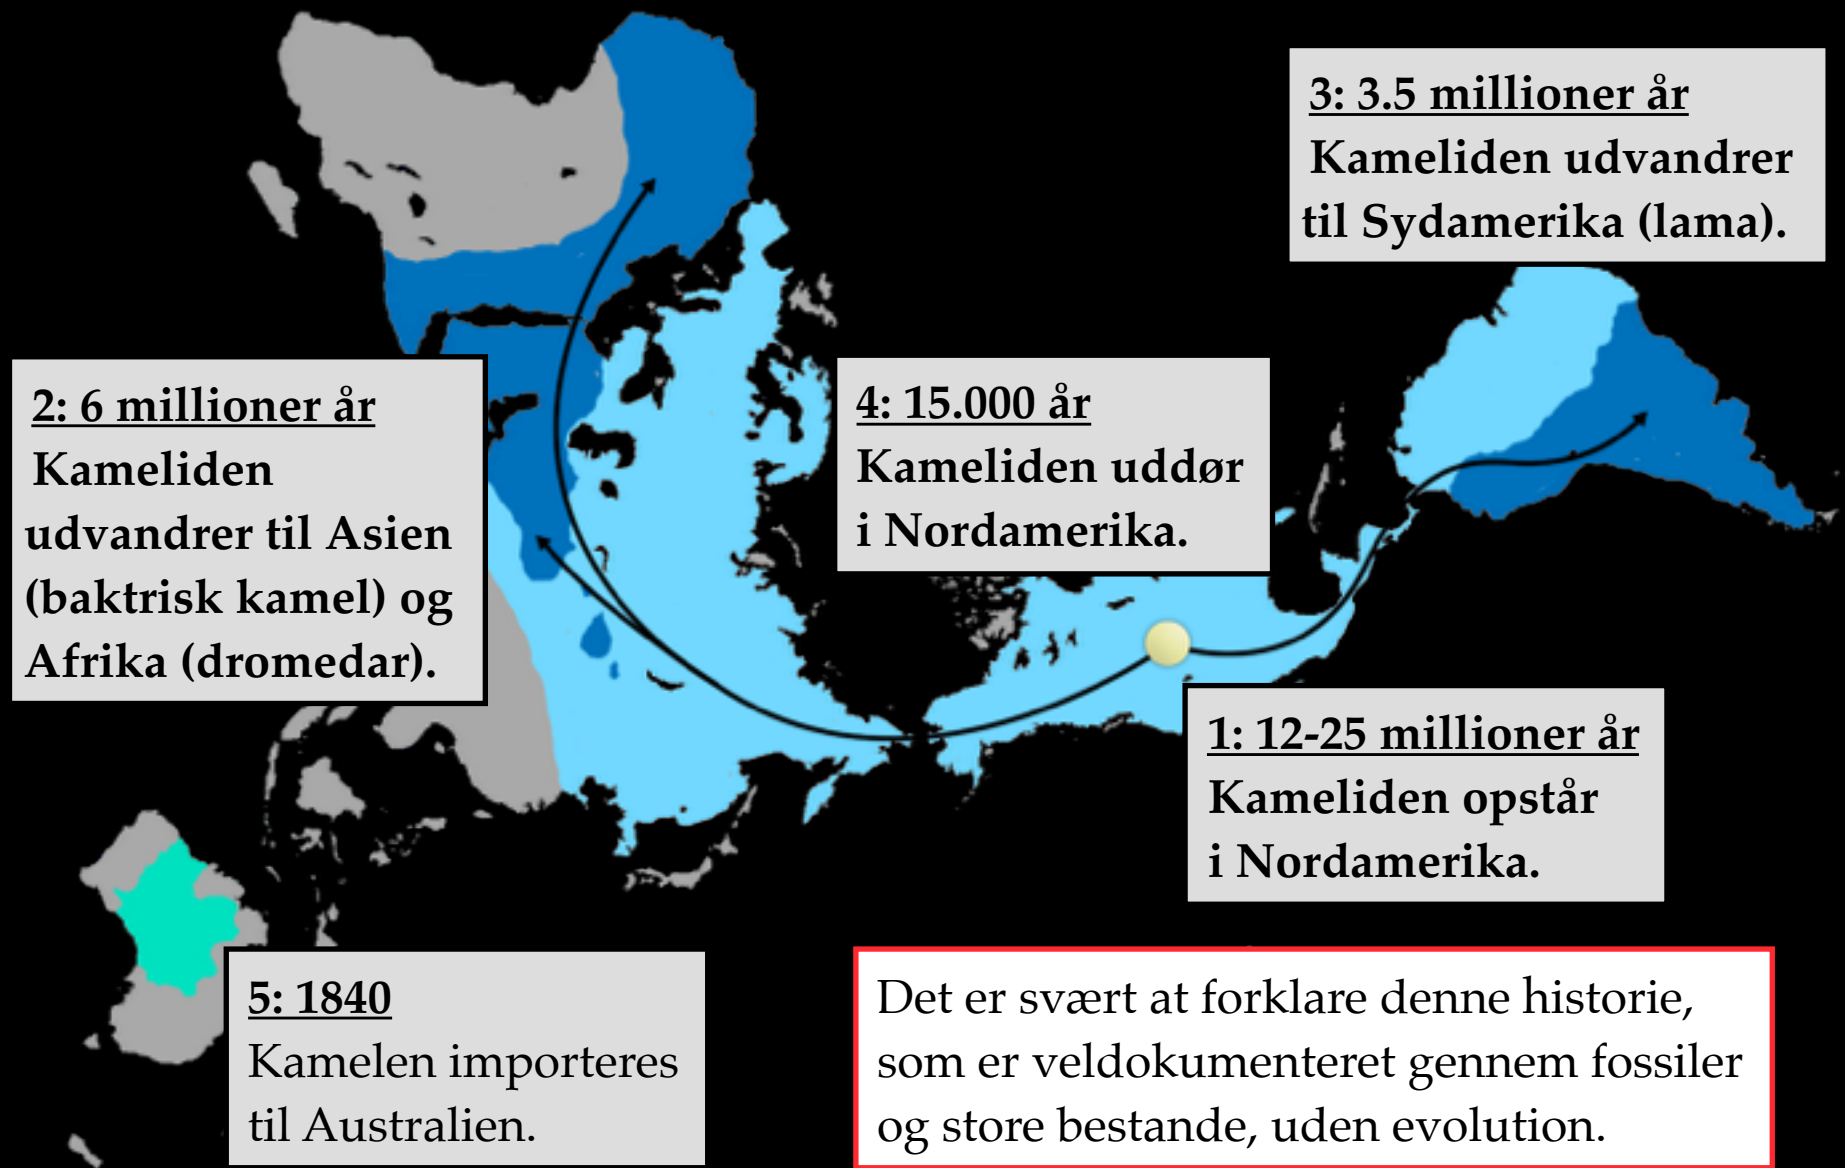 3: 3.5 millioner år
Kameliden udvandrer
til Sydamerika (lama).
2: 6 millioner år
Kameliden
udvandrer til Asien
(baktrisk kamel) og
Afrika (dromedar).
4: 15.000 år
Kameliden uddør
i Nordamerika.
1: 12-25 millioner år
Kameliden opstår
i Nordamerika.
5: 1840
Kamelen importeres
til Australien.
Det er svært at forklare denne historie,
som er veldokumenteret gennem fossiler
og store bestande, uden evolution.